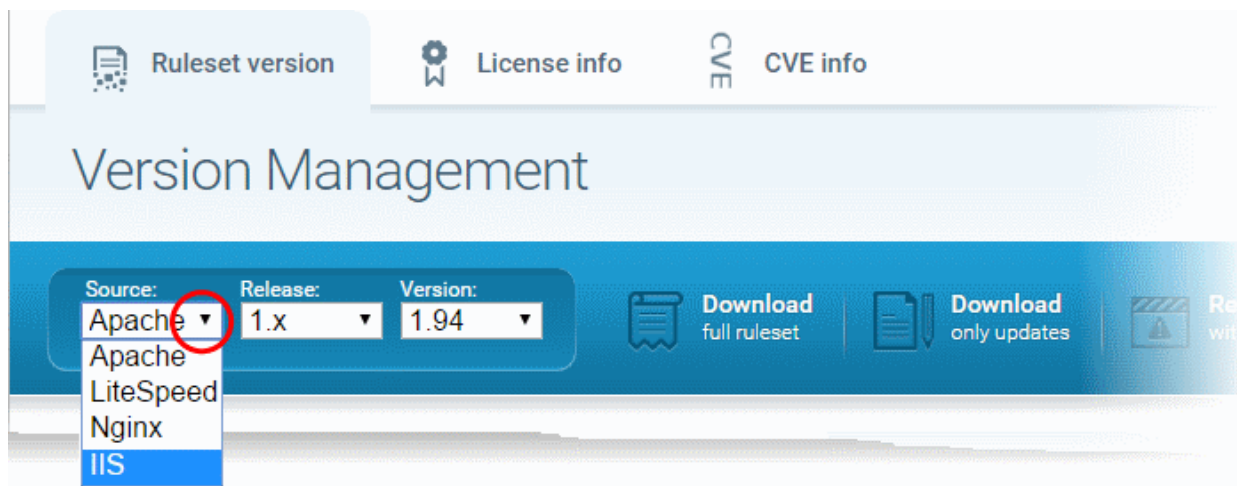 Ruleset version
License info
CVE
CVE info
Version Management
Source:
Release:
Version:
Apache
1.x
1.94
Download
full ruleset
Download
only updates
Apache
LiteSpeed
Nginx
IIS